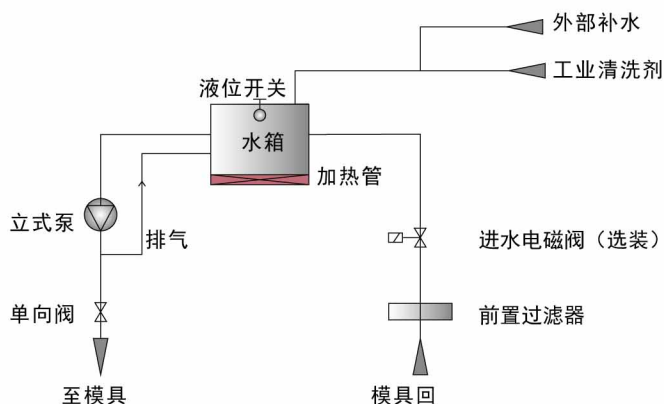 外部补水
工业清洗剂
液位开关
水箱
加热管
立式泵
排气
进水电磁阀（选装）
单向阀
前置过滤器
至模具
模具回